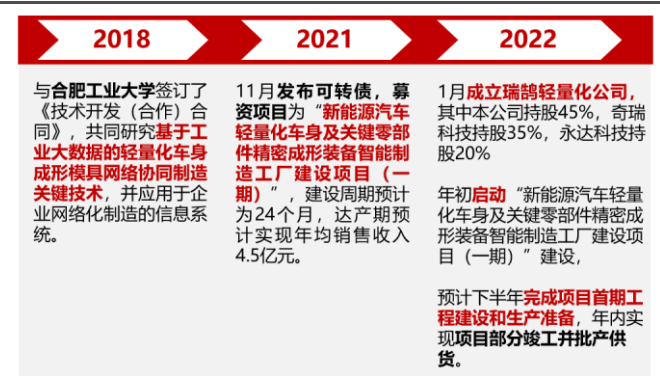 2018
与合肥工业大学签订了
《技术开发（合作）合
同》，共同研究基于工
业大数据的轻量化车身
成形模具网络协同制造
关键技术，并应用于企
业网络化制造的信息系
统。
2021
11月发布可转债，募
资项目为“新能源汽车
轻量化车身及关键零部
件精密成形装备智能制
造工厂建设项目（一
期）”，建设周期预计
为24个月，达产期预
计实现年均销售收入
4.5亿元。
2022
1月成立瑞鹄轻量化公司，
其中本公司持股45%，奇瑞
科技持股35%，永达科技持
股20%
年初启动“新能源汽车轻量
化车身及关键零部件精密成
形装备智能制造工厂建设项
目（一期）”建设，
预计下半年完成项目首期工
程建设和生产准备，年内实
现项目部分竣工并批产供
货。